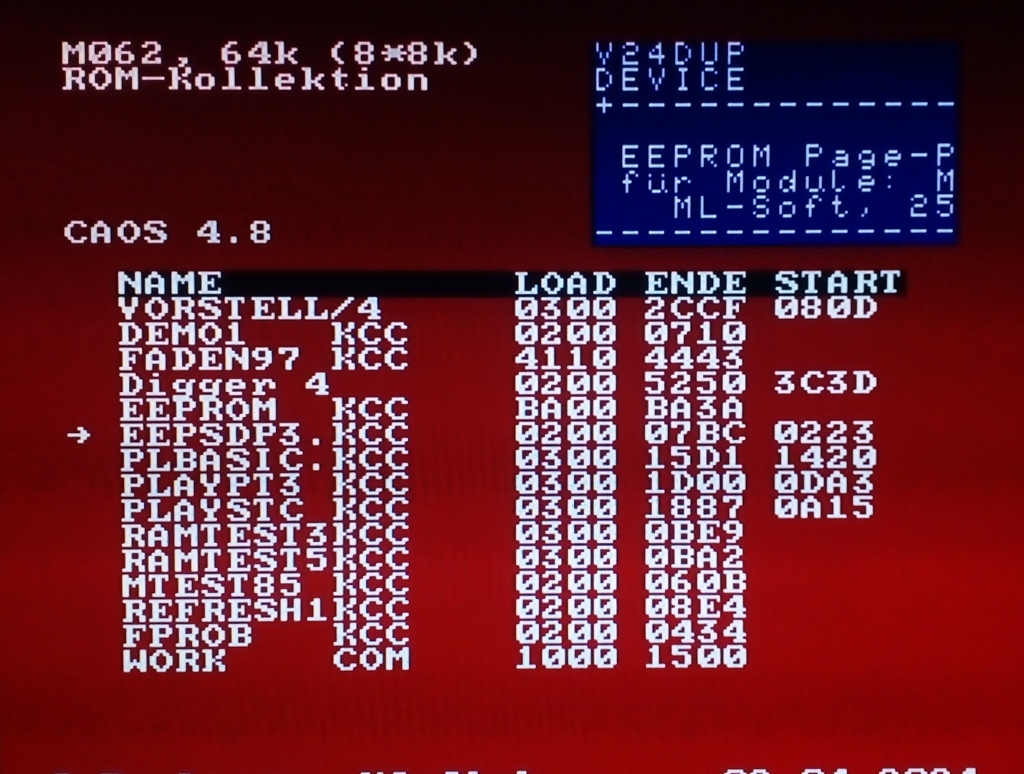 M062, 64k (8*8k)
ROM-Kollektion
V24DUP
DEVICE
+-------------
EEPROM Page-P
für Module: M
ML-Soft, 25
--------------
CAOS 4.8
NAME LOAD ENDE START
VORSTELL/4 0300 2CCF 080D
DEMO1 KCC 0200 0710
FADEN97 KCC 4110 4443
Digger 4 0200 5250 3C3D
EEPROM KCC BA00 BA3A
→ EEPSDP3.KCC 0200 07BC 0223
PLBASIC.KCC 0300 15D1 1420
PLAYPT3 KCC 0300 1D00 0DA3
PLAYSTC KCC 0300 1887 0A15
RAMTEST3KCC 0300 0BE9
RAMTEST5KCC 0300 0BA2
MTEST85 KCC 0200 060B
REFRESH1KCC 0200 08E4
FPROB KCC 0200 0434
WORK COM 1000 1500